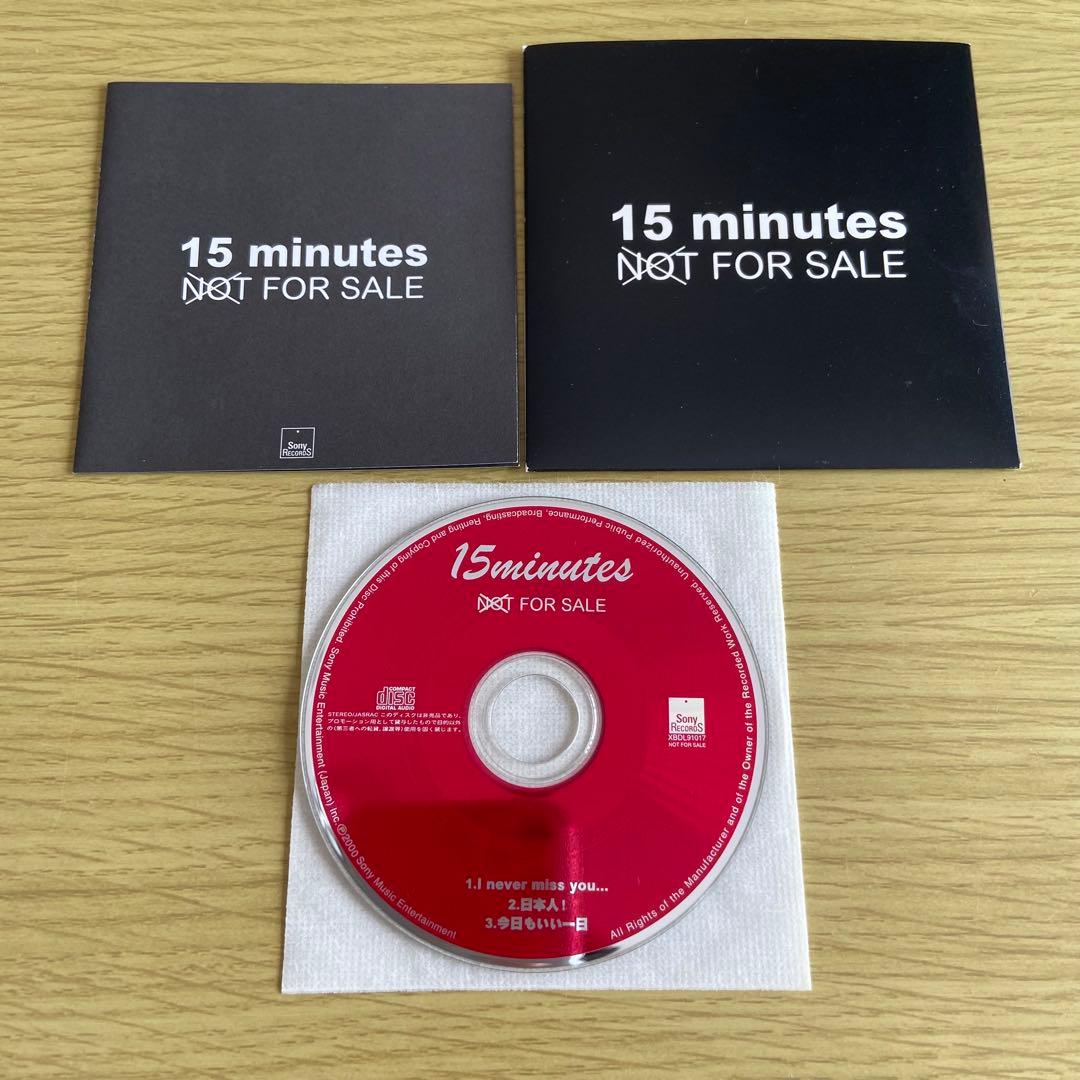 15 minutes
NOT FOR SALE
Sony
RECORDS
15 minutes
NOT FOR SALE
Unauthorized Public Performance, Broadcasting, Renting and Copying of this Disc Prohibited. Sony Music Entertainment (Japan) Inc. ℗2000 Sony Music Entertainment
15minutes
NOT FOR SALE
COMPACT
disc
DIGITAL AUDIO
STEREO/JASRAC このディスクは非売品であり、
プロモーション用として貸与したもので目的以外
の(第三者への転貸、譲渡等)使用を固く禁じます。
Sony
RECORDS
XBDL91017
NOT FOR SALE
1.I never miss you...
2.日本人!
3.今日もいい一日
All Rights of the Manufacturer and of the Owner of the Recorded Work Reserved.